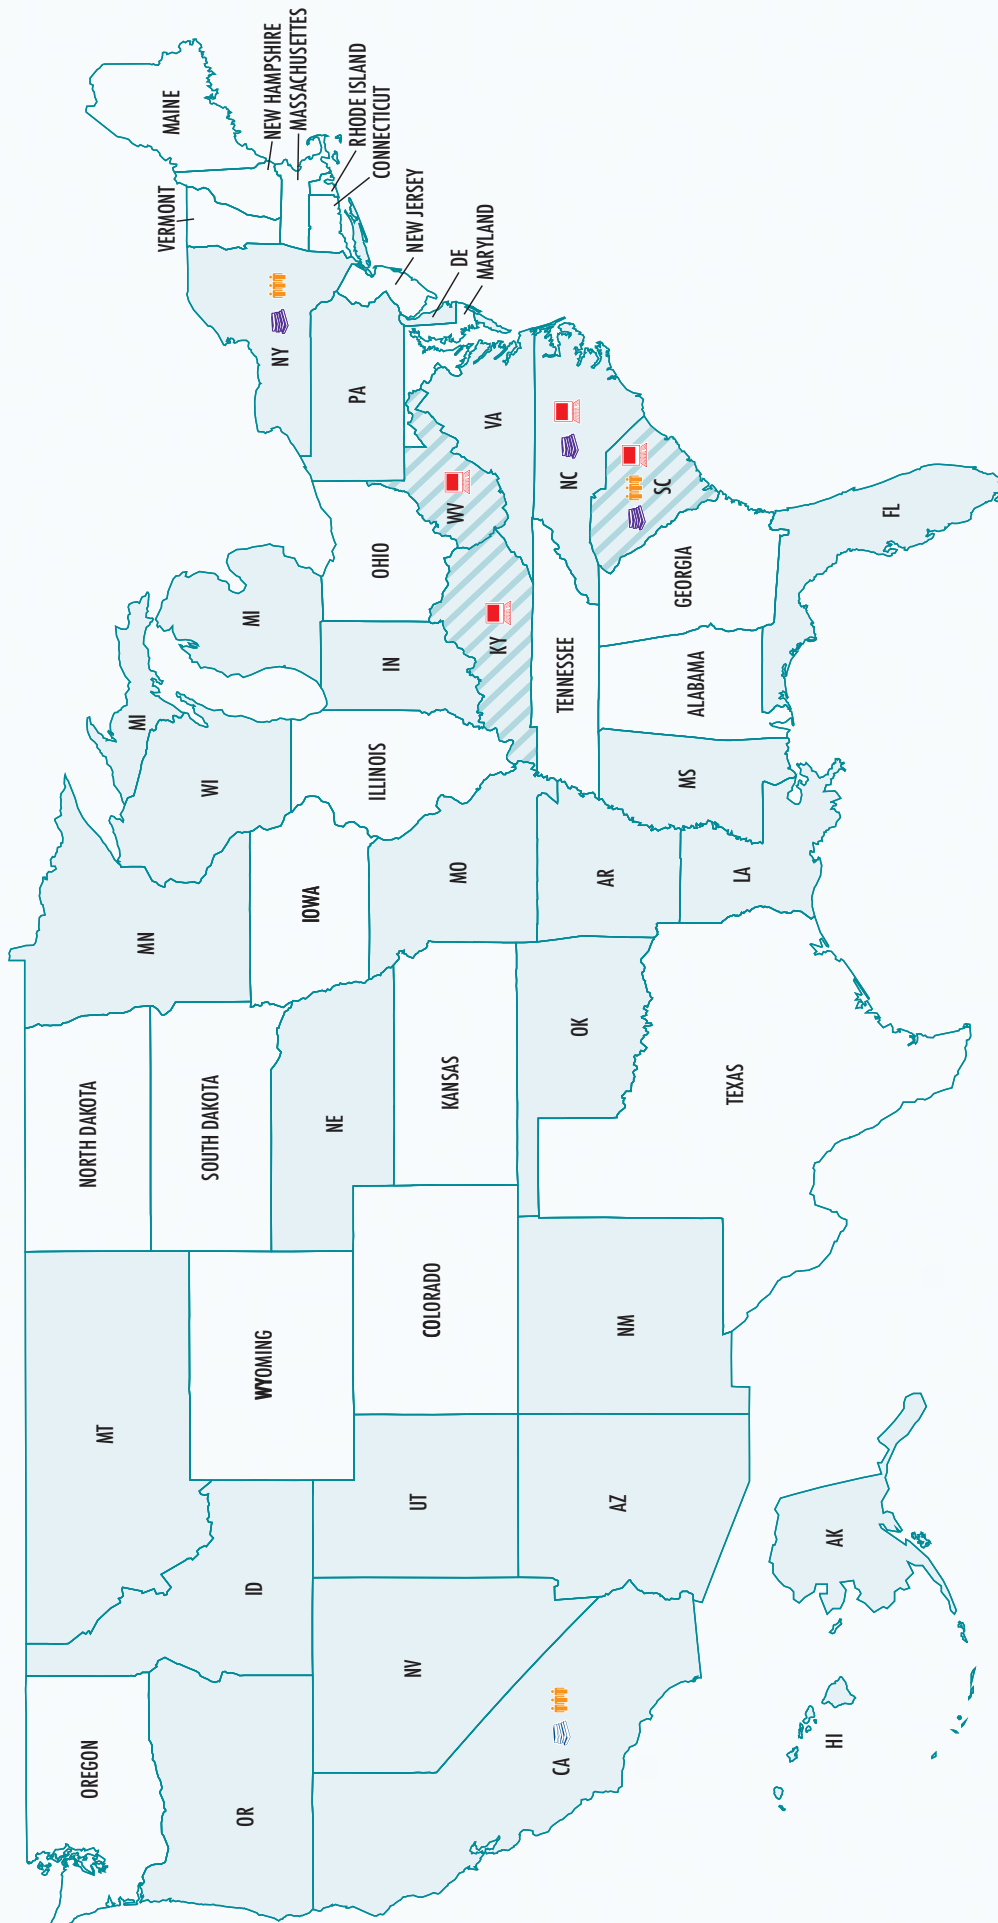 MAINE
VERMONT
NEW HAMPSHIRE
MASSACHUSETTES
RHODE ISLAND
CONNECTICUT
NEW JERSEY
DE
MARYLAND
NY
PA
OREGON
MT
NORTH DAKOTA
MN
MI
MI
WI
SOUTH DAKOTA
OR
ID
WYOMING
NE
IOWA
ILLINOIS
IN
OHIO
WV
VA
KY
NV
UT
COLORADO
KANSAS
MO
TENNESSEE
NC
SC
CA
AZ
NM
OK
AR
MS
ALABAMA
GEORGIA
TEXAS
LA
FL
HI
AK